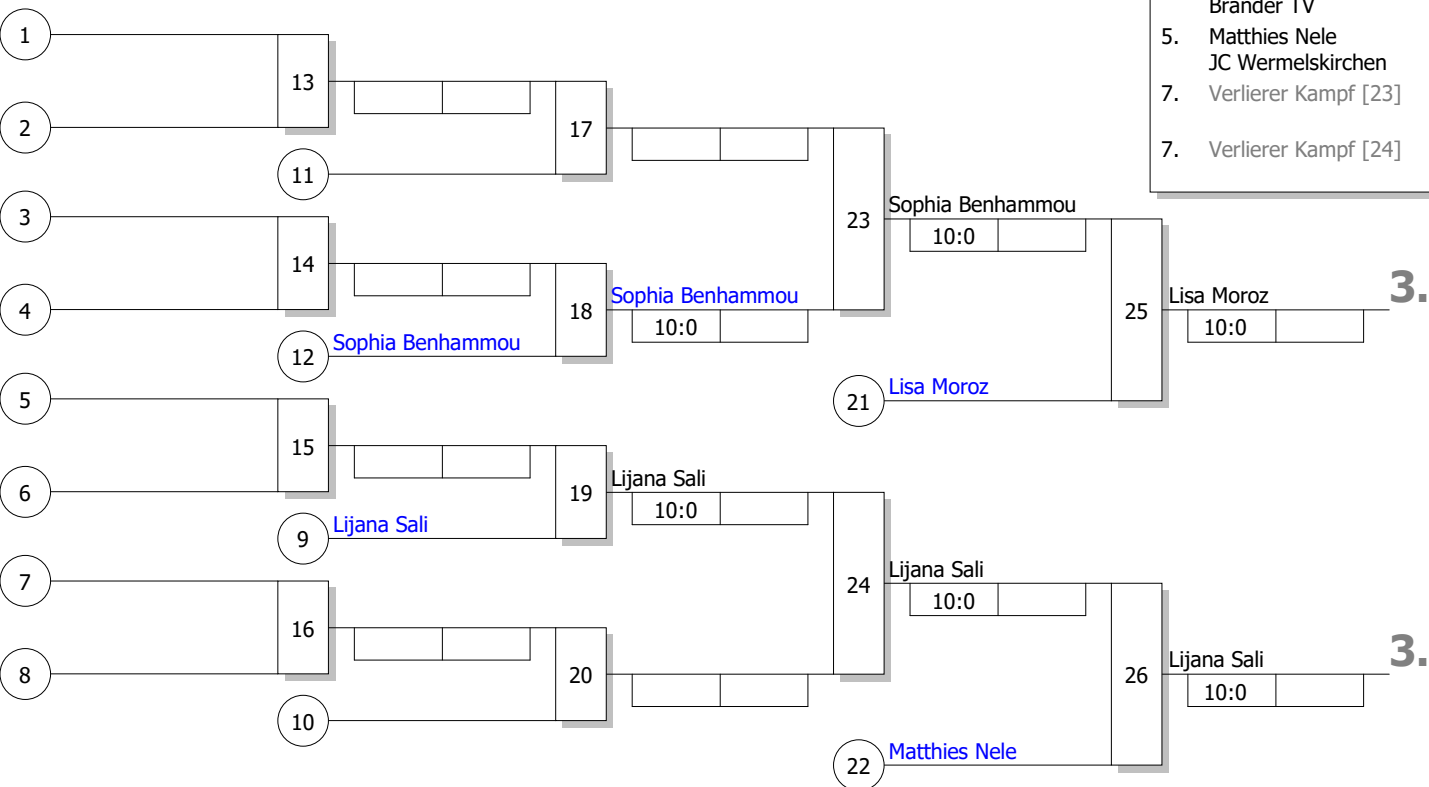 Brander TV
5. Matthies Nele
JC Wermelskirchen
7. Verlierer Kampf [23]
7. Verlierer Kampf [24]
1
13
2
17
11
3
23
Sophia Benhammou
10:0
14
4
18
Sophia Benhammou
10:0
12
Sophia Benhammou
25
Lisa Moroz
10:0
3.
21
Lisa Moroz
5
15
6
19
Lijana Sali
10:0
9
Lijana Sali
7
24
Lijana Sali
10:0
16
8
20
10
26
Lijana Sali
10:0
3.
22
Matthies Nele